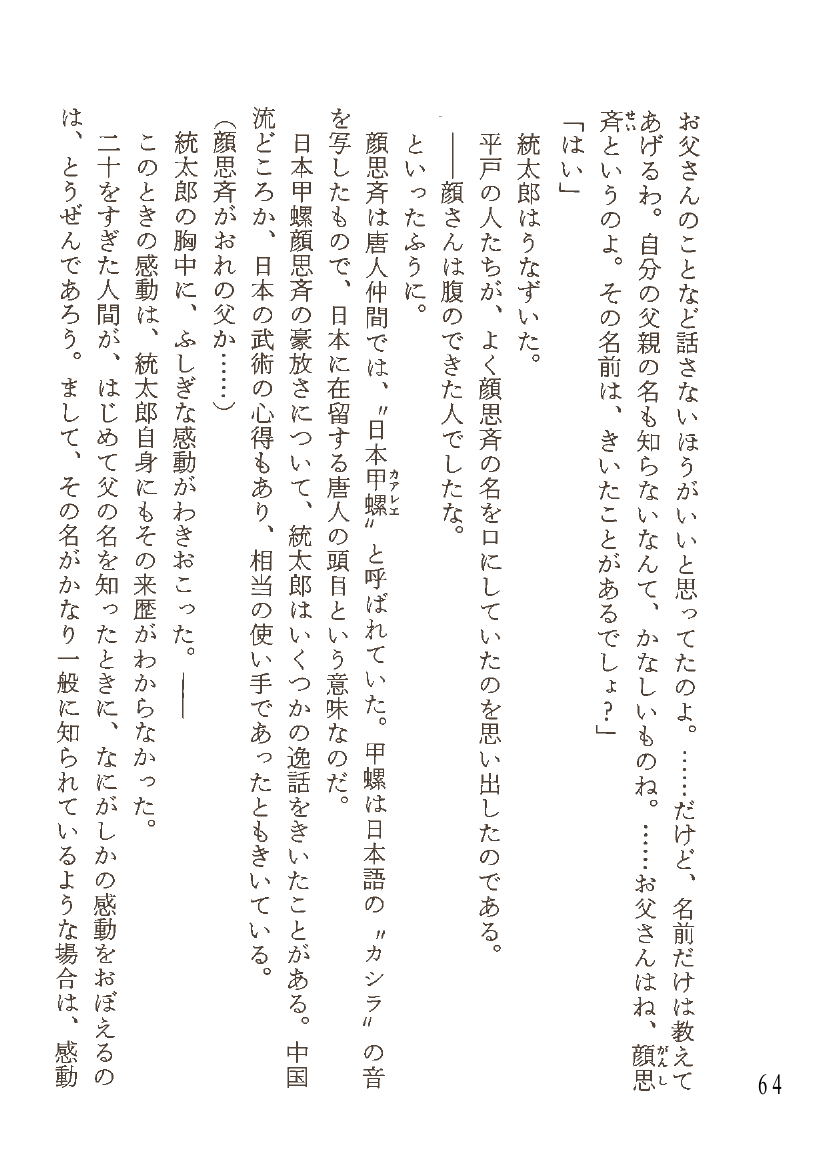 お父さんのことなど話さないほうがいいと思ってたのよ。……だけど、名前だけは教えて
あげるわ。自分の父親の名も知らないなんて、かなしいものね。……お父さんはね、顔思
斉というのよ。その名前は、きいたことがあるでしょ？」
「はい」
統太郎はうなずいた。
平戸の人たちが、よく顔思斉の名を口にしていたのを思い出したのである。
――顔さんは腹のできた人でしたな。
といったふうに。
顔思斉は唐人仲間では、〝日本甲螺〟と呼ばれていた。甲螺は日本語の〝カシラ〟の音
を写したもので、日本に在留する唐人の頭目という意味なのだ。
日本甲螺顔思斉の豪放さについて、統太郎はいくつかの逸話をきいたことがある。中国
流どころか、日本の武術の心得もあり、相当の使い手であったともきいている。
（顔思斉がおれの父か……）
統太郎の胸中に、ふしぎな感動がわきおこった。――
このときの感動は、統太郎自身にもその来歴がわからなかった。
二十をすぎた人間が、はじめて父の名を知ったときに、なにがしかの感動をおぼえるの
は、とうぜんであろう。まして、その名がかなり一般に知られているような場合は、感動
がんし
せい
カアレエ
64